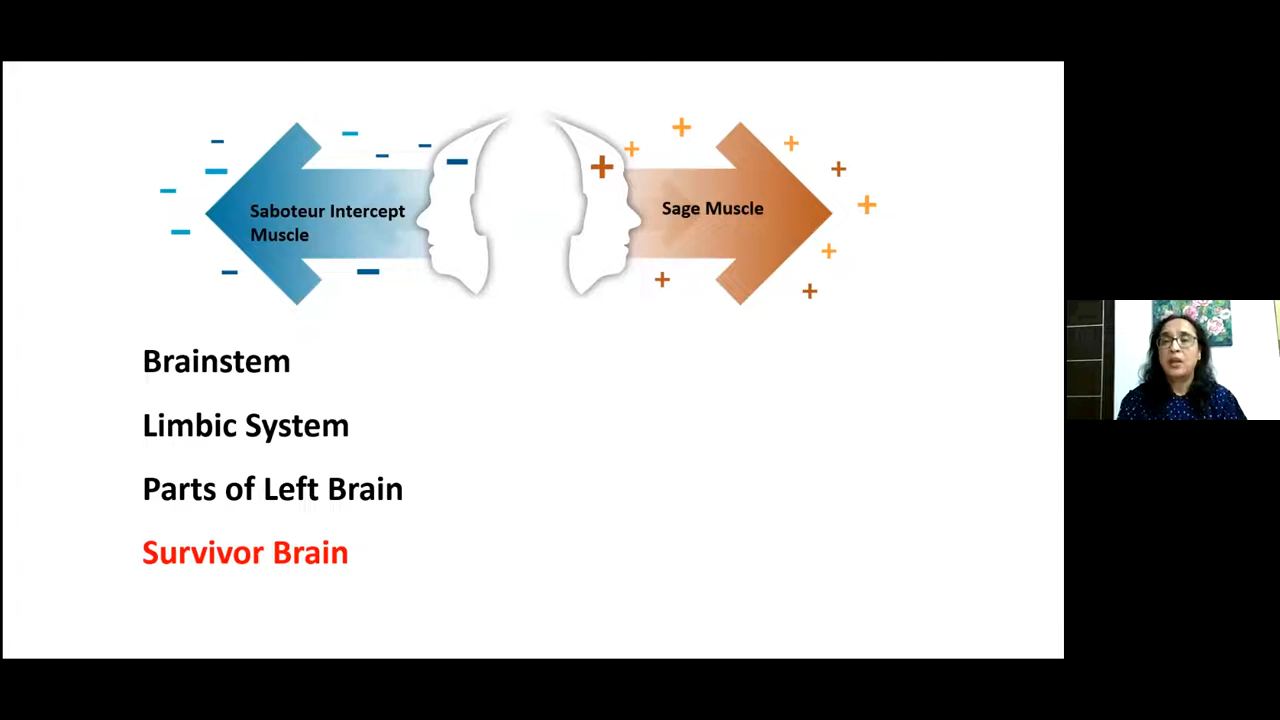 Saboteur Intercept
Muscle
Sage Muscle
Brainstem
Limbic System
Parts of Left Brain
Survivor Brain